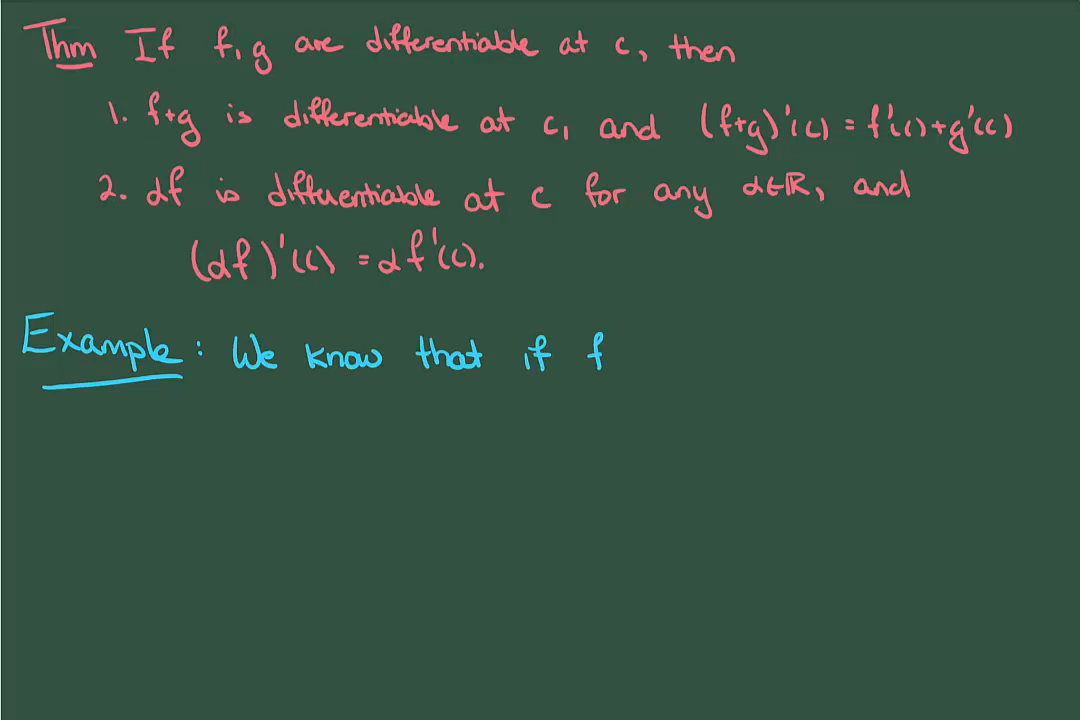 Thm If f, g are differentiable at c, then
1. f+g is differentiable at c, and (f+g)'(c) = f'(c)+g'(c)
2. αf is differentiable at c for any α∈ℝ, and
(αf)'(c) = αf'(c).
Example: We know that if f